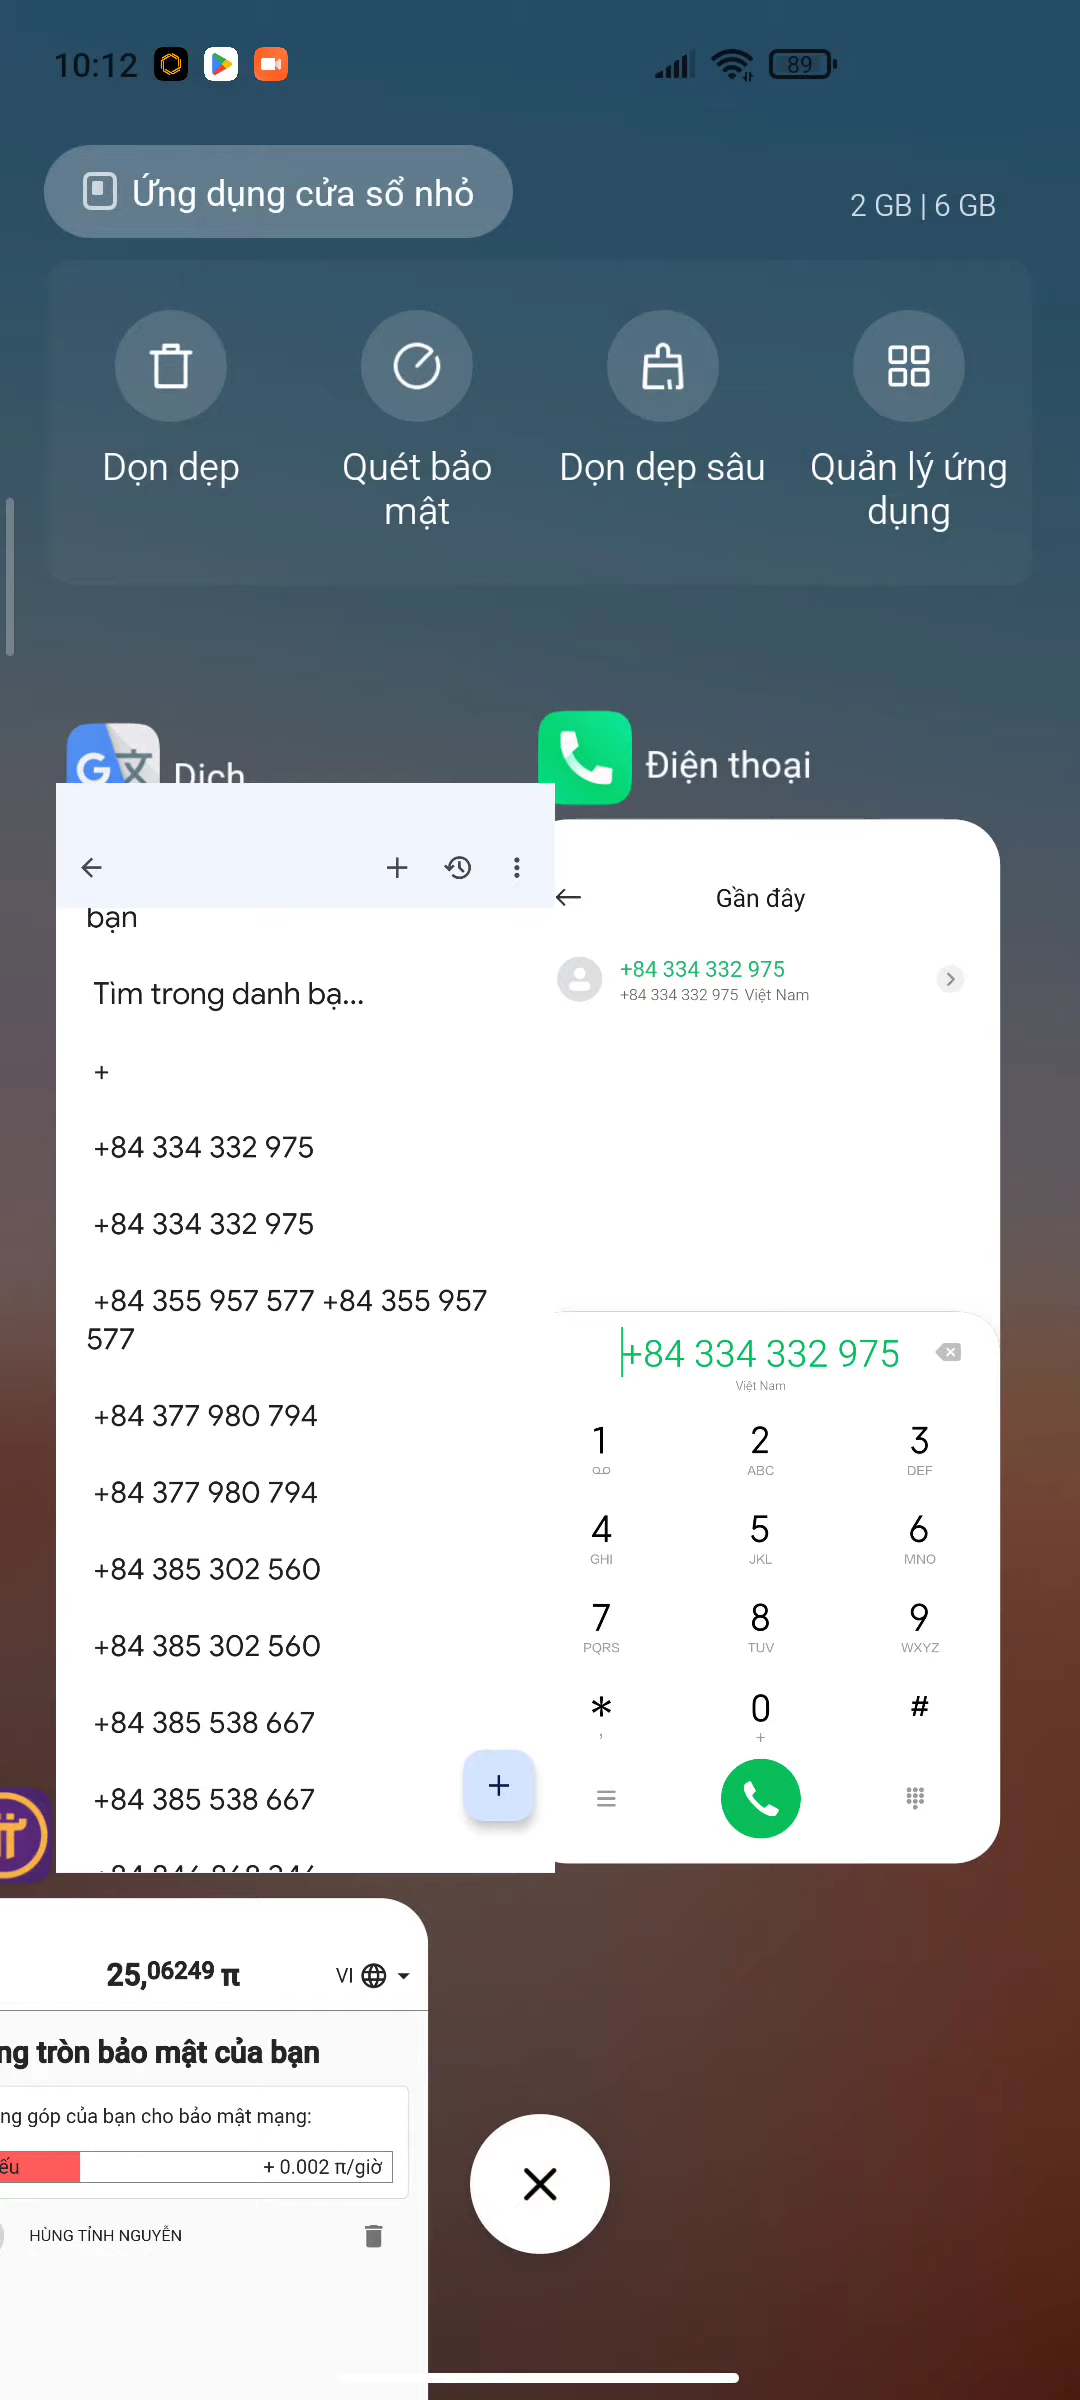 10:12
89
Ứng dụng cửa sổ nhỏ
2 GB | 6 GB
Dọn dẹp
Quét bảo
mật
Dọn dẹp sâu
Quản lý ứng
dụng
Dịch
Điện thoại
bạn
Tìm trong danh bạ...
+
+84 334 332 975
+84 334 332 975
+84 355 957 577 +84 355 957
577
+84 377 980 794
+84 377 980 794
+84 385 302 560
+84 385 302 560
+84 385 538 667
+84 385 538 667
Gần đây
+84 334 332 975
+84 334 332 975 Việt Nam
+84 334 332 975
Việt Nam
1
2
ABC
3
DEF
4
GHI
5
JKL
6
MNO
7
PQRS
8
TUV
9
WXYZ
*
,
0
+
#
25,06249 π
VI
ng tròn bảo mật của bạn
ng góp của bạn cho bảo mật mạng:
ếu
+ 0.002 π/giờ
HÙNG TỈNH NGUYỄN